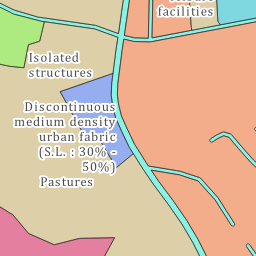 facilities
Isolated
structures
Discontinuous
medium density
urban fabric
(S.L. : 30% -
50%)
Pastures